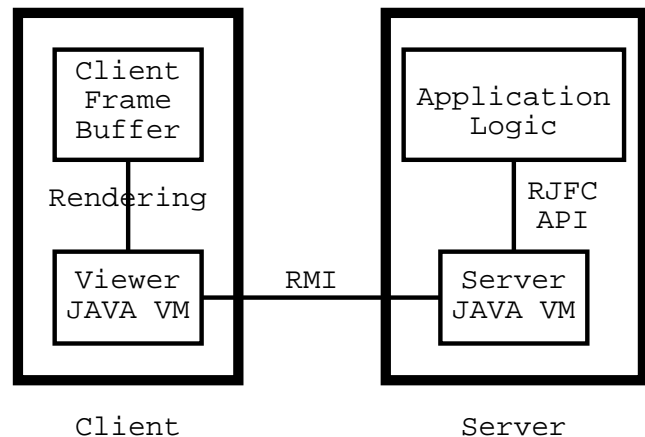 Client
Frame
Buffer
Rendering
Viewer
JAVA VM
RMI
Application
Logic
RJFC
API
Server
JAVA VM
Client
Server